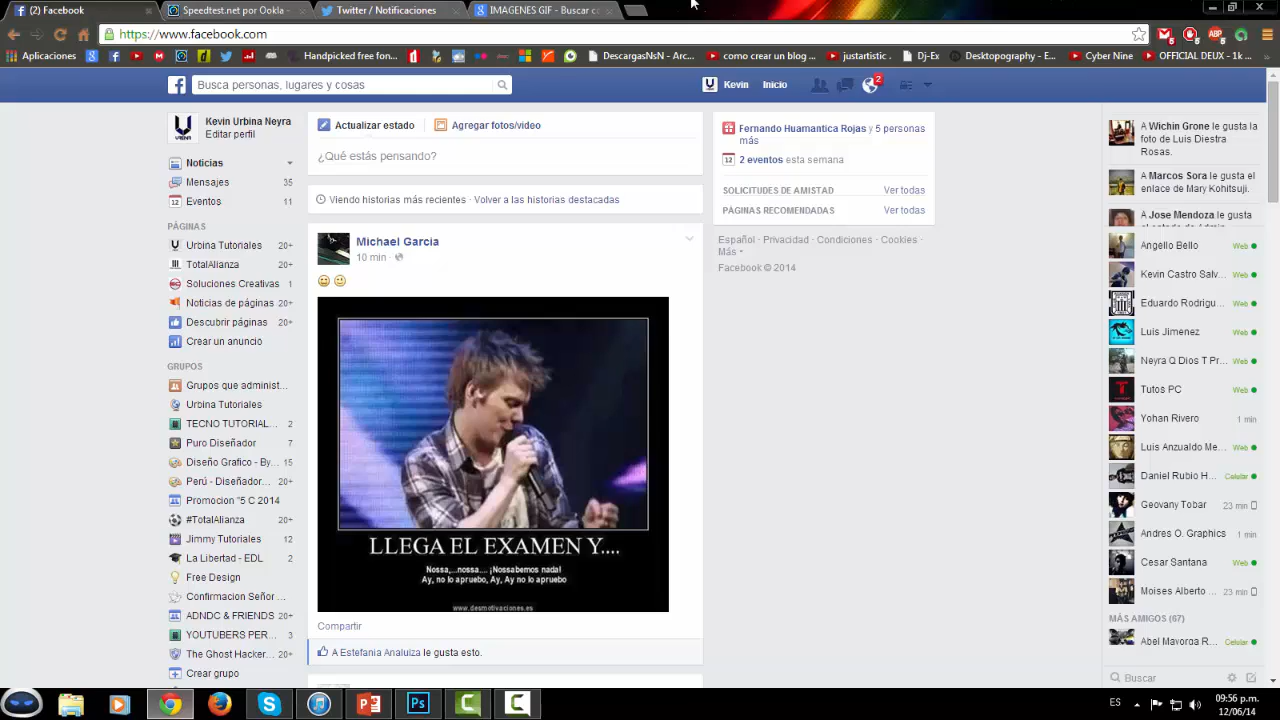 Facebook
Speedtest.net por Ookla -
Twitter / Notificaciones
IMAGENES GIF - Buscar co
https://www.facebook.com
Aplicaciones
Handpicked free fon...
DescargasNsN - Arc...
como crear un blog ...
justartistic
Dj-Ex
Desktopography - E...
Cyber Nine
OFFICIAL DEUX - 1k
Busca personas, lugares y cosas
Kevin
Inicio
2
Kevin Urbina Neyra
Editar perfil
Noticias
Mensajes 35
Eventos 11
PÁGINAS
Urbina Tutoriales 20+
TotalAlianza 20+
Soluciones Creativas 1
Noticias de páginas 20+
Descubrir páginas 20+
Crear un anuncio
GRUPOS
Grupos que administ...
Urbina Tutoriales
TECNO TUTORIAL... 2
Puro Diseñador 3
Diseño Grafico - By... 15
Perú - Diseñador... 20+
Promocion "5 C 2014
#TotalAlianza 20+
Jimmy Tutoriales 12
La Libertad - EDL 2
Free Design
Confirmacion Señor ...
ADNDC & FRIENDS 20+
YOUTUBERS PER... 3
The Ghost Hacker... 20+
Crear grupo
Actualizar estado
Agregar fotos/video
¿Qué estás pensando?
Viendo historias más recientes · Volver a las historias destacadas
Michael Garcia
10 min ·
LLEGA EL EXAMEN Y....
Nossa,...nossa.... ¡Nossabemos nada!
Ay, no lo apruebo, Ay, Ay no lo apruebo
www.desmotivaciones.es
Compartir
A Estefania Analuiza le gusta esto.
Fernando Huamantica Rojas y 5 personas
más
2 eventos esta semana
SOLICITUDES DE AMISTAD Ver todas
PÁGINAS RECOMENDADAS Ver todas
Español · Privacidad · Condiciones · Cookies ·
Más
Facebook © 2014
A Wichin Grone le gusta la
foto de Luis Diestra
Rosas.
A Marcos Sora le gusta el
enlace de Mary Kohitsuji.
A Jose Mendoza le gusta
Angello Bello Web
Kevin Castro Salv... Web
Eduardo Rodrigu... Web
Luis Jimenez Web
Neyra Q Dios T Pr... Web
Tutos PC Web
Yohan Rivero 1 min
Luis Anzualdo Me... Web
Daniel Rubio H... Celular
Geovany Tobar 23 min
Andres O. Graphics 1 min
Cesar Santana Web
Moises Alberto ... 23 min
MÁS AMIGOS (67)
Abel Mayorga R... Celular
Buscar
ES
09:56 p.m.
12/06/14